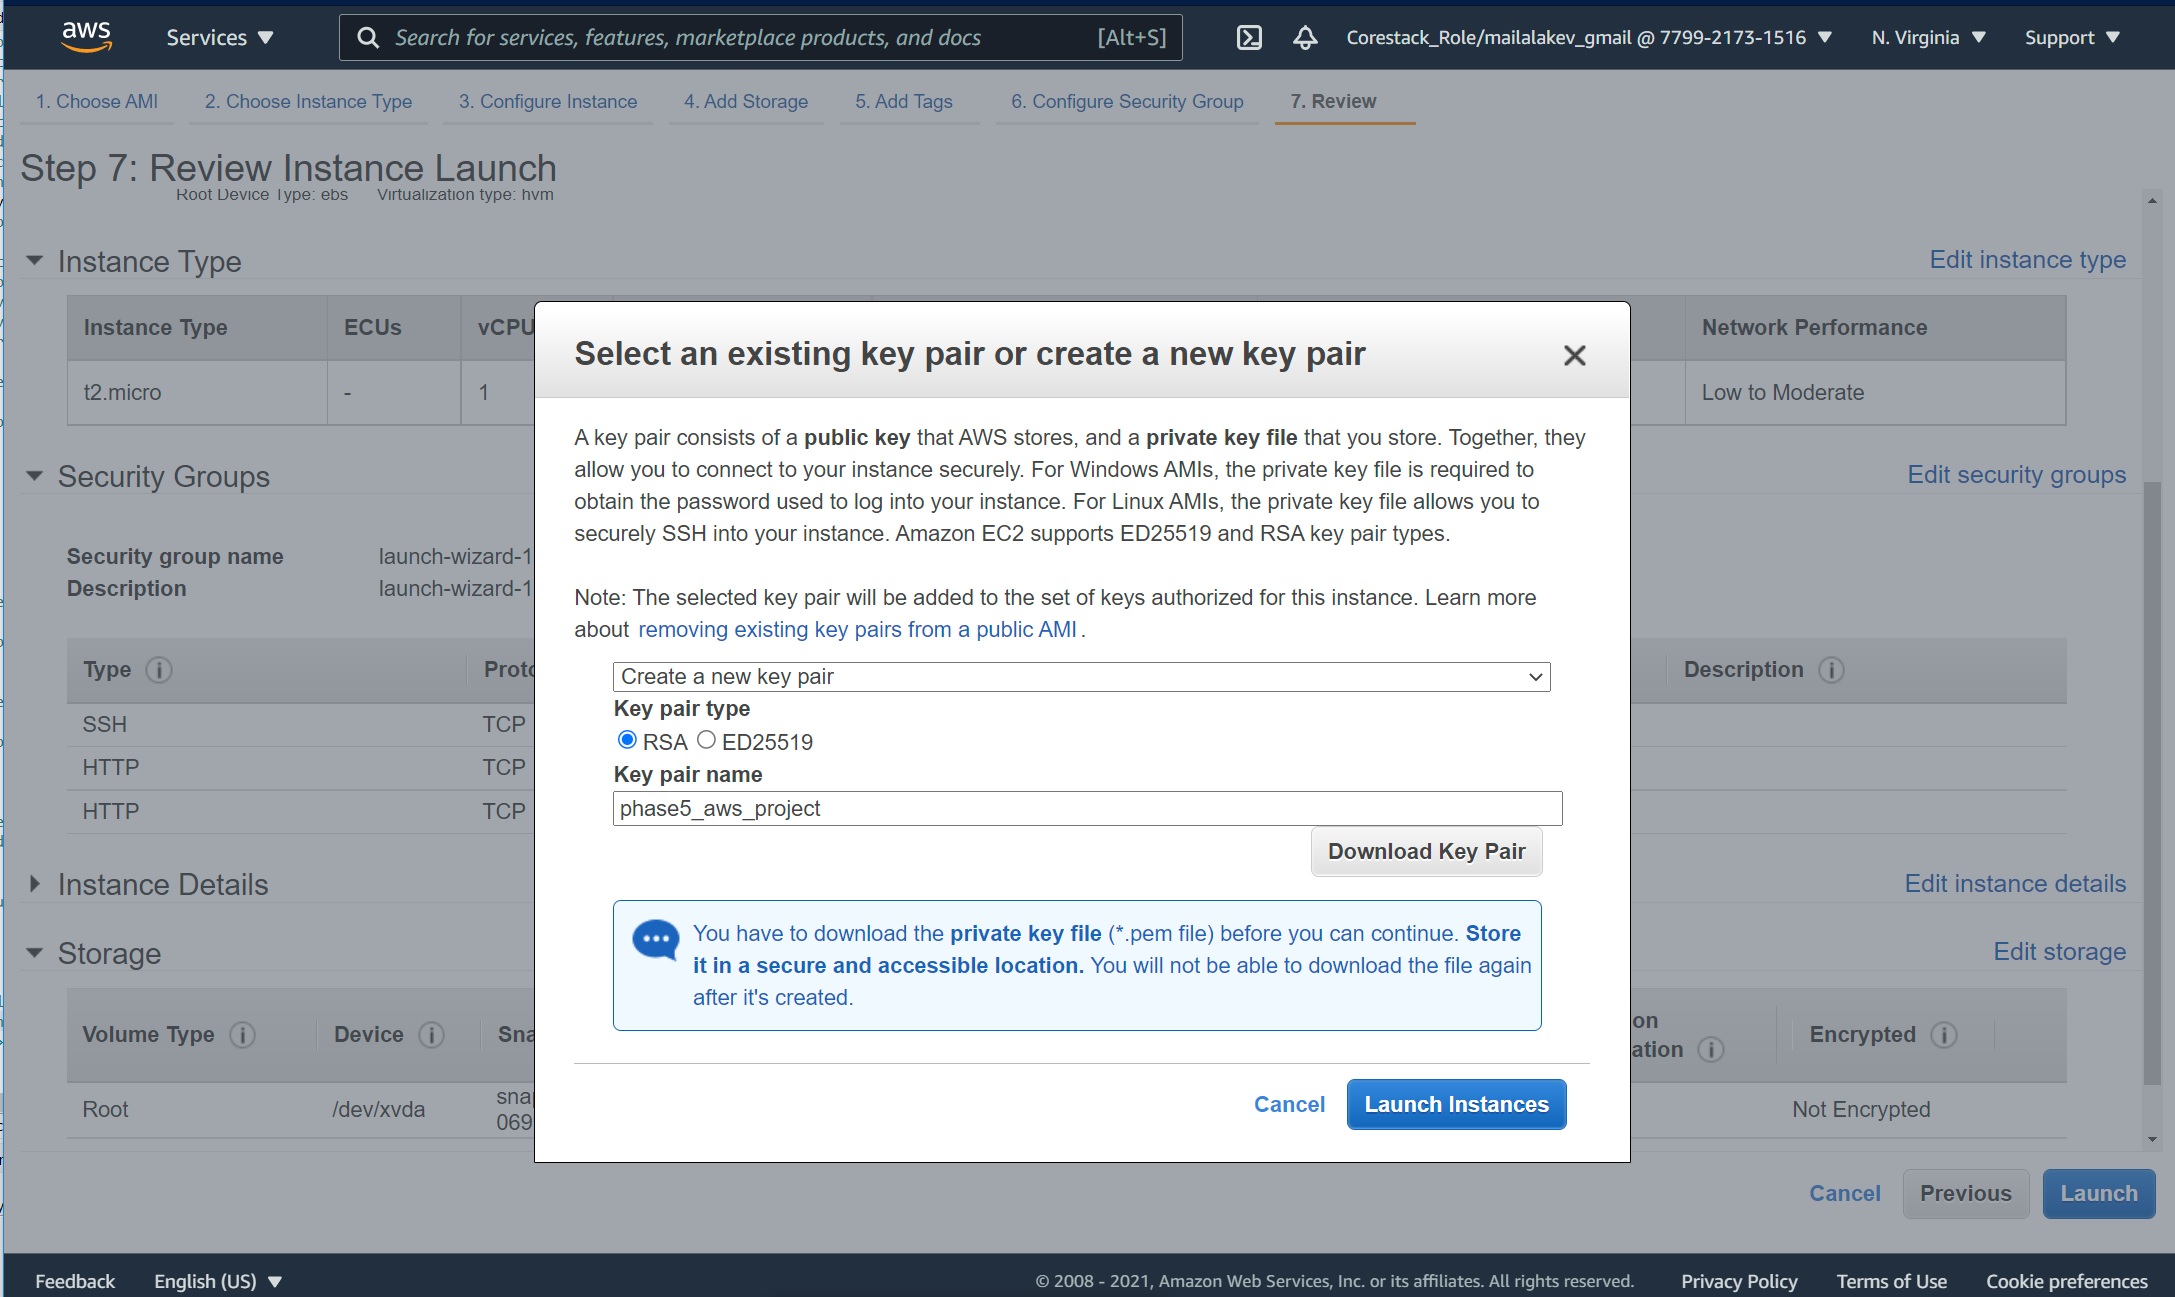 aws
Services
Search for services, features, marketplace products, and docs [Alt+S]
Corestack_Role/mailalakev_gmail @ 7799-2173-1516
N. Virginia
Support
1. Choose AMI 2. Choose Instance Type 3. Configure Instance 4. Add Storage 5. Add Tags 6. Configure Security Group 7. Review
Step 7: Review Instance Launch
Root Device Type: ebs Virtualization type: hvm
Instance Type
Edit instance type
Instance Type ECUs vCPU Network Performance
t2.micro - 1 Low to Moderate
Security Groups
Edit security groups
Security group name launch-wizard-1
Description launch-wizard-1
Type Proto Description
SSH TCP
HTTP TCP
HTTP TCP
Instance Details
Edit instance details
Storage
Edit storage
Volume Type Device Sna on
ation Encrypted
Root /dev/xvda snap
069 Not Encrypted
Select an existing key pair or create a new key pair
A key pair consists of a public key that AWS stores, and a private key file that you store. Together, they
allow you to connect to your instance securely. For Windows AMIs, the private key file is required to
obtain the password used to log into your instance. For Linux AMIs, the private key file allows you to
securely SSH into your instance. Amazon EC2 supports ED25519 and RSA key pair types.
Note: The selected key pair will be added to the set of keys authorized for this instance. Learn more
about removing existing key pairs from a public AMI .
Create a new key pair
Key pair type
RSA ED25519
Key pair name
phase5_aws_project
Download Key Pair
You have to download the private key file (*.pem file) before you can continue. Store
it in a secure and accessible location. You will not be able to download the file again
after it's created.
Cancel Launch Instances
Cancel Previous Launch
Feedback English (US) © 2008 - 2021, Amazon Web Services, Inc. or its affiliates. All rights reserved. Privacy Policy Terms of Use Cookie preferences